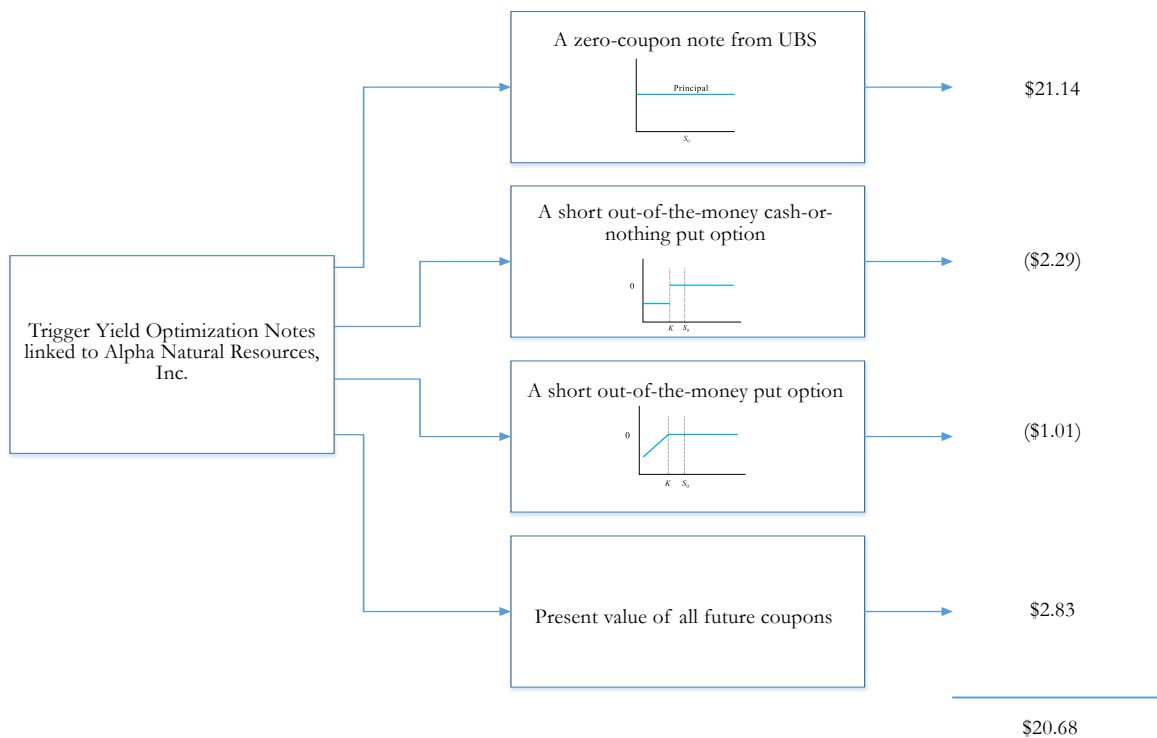 A zero-coupon note from UBS
Principal
S0
$21.14
A short out-of-the-money cash-or-
nothing put option
0
K S0
($2.29)
Trigger Yield Optimization Notes
linked to Alpha Natural Resources,
Inc.
A short out-of-the-money put option
0
K S0
($1.01)
Present value of all future coupons
$2.83
$20.68